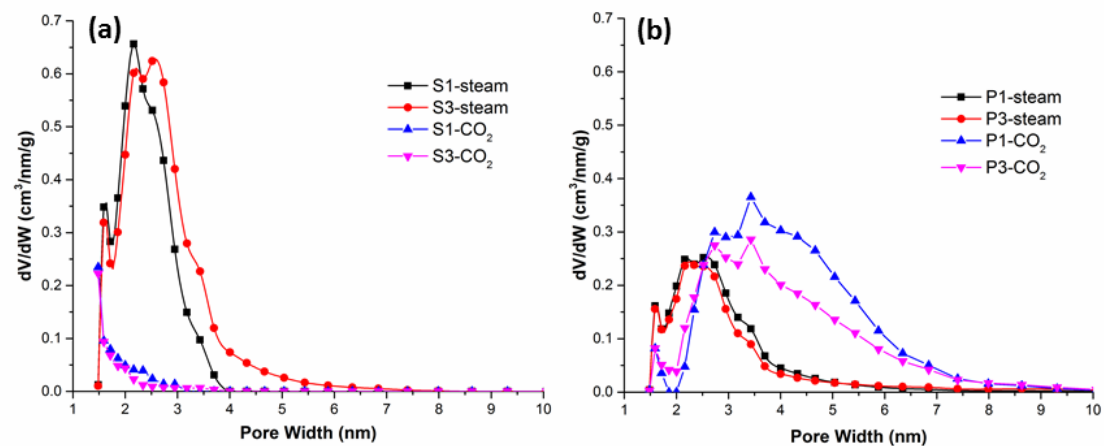 (a)
dV/dW (cm³/nm/g)
0.7
0.6
0.5
0.4
0.3
0.2
0.1
0.0
S1-steam
S3-steam
S1-CO₂
S3-CO₂
1 2 3 4 5 6 7 8 9 10
Pore Width (nm)
(b)
dV/dW (cm³/nm/g)
0.7
0.6
0.5
0.4
0.3
0.2
0.1
0.0
P1-steam
P3-steam
P1-CO₂
P3-CO₂
1 2 3 4 5 6 7 8 9 10
Pore Width (nm)